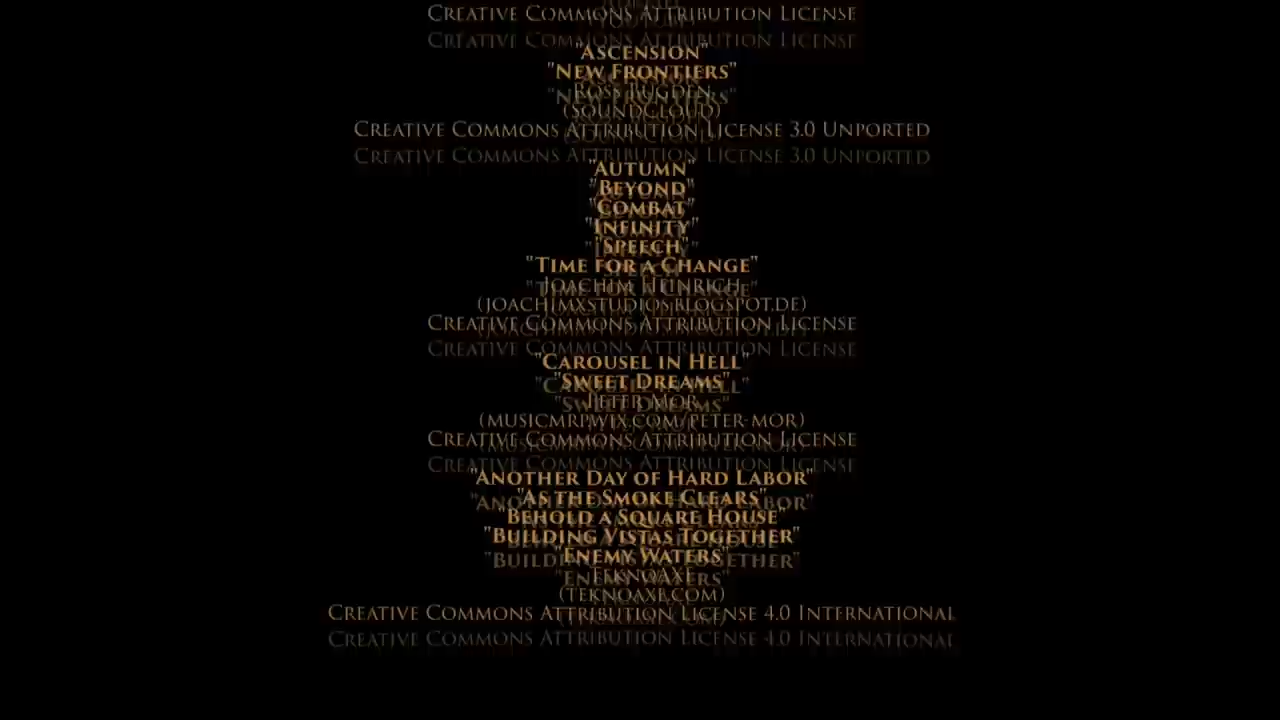 Creative Commons Attribution License
"Ascension"
"New Frontiers"
Ross Bugden
(SoundCloud)
Creative Commons Attribution License 3.0 Unported
"Autumn"
"Beyond"
"Combat"
"Infinity"
"Speech"
"Time for a Change"
Joachim Heinrich
(joachimxstudios.blogspot.de)
Creative Commons Attribution License
"Carousel in Hell"
"Sweet Dreams"
Peter Mor
(musicmrp.wix.com/peter-mor)
Creative Commons Attribution License
"Another Day of Hard Labor"
"As the Smoke Clears"
"Behold a Square House"
"Building Vistas Together"
"Enemy Waters"
TeknoAXE
(teknoaxe.com)
Creative Commons Attribution License 4.0 International